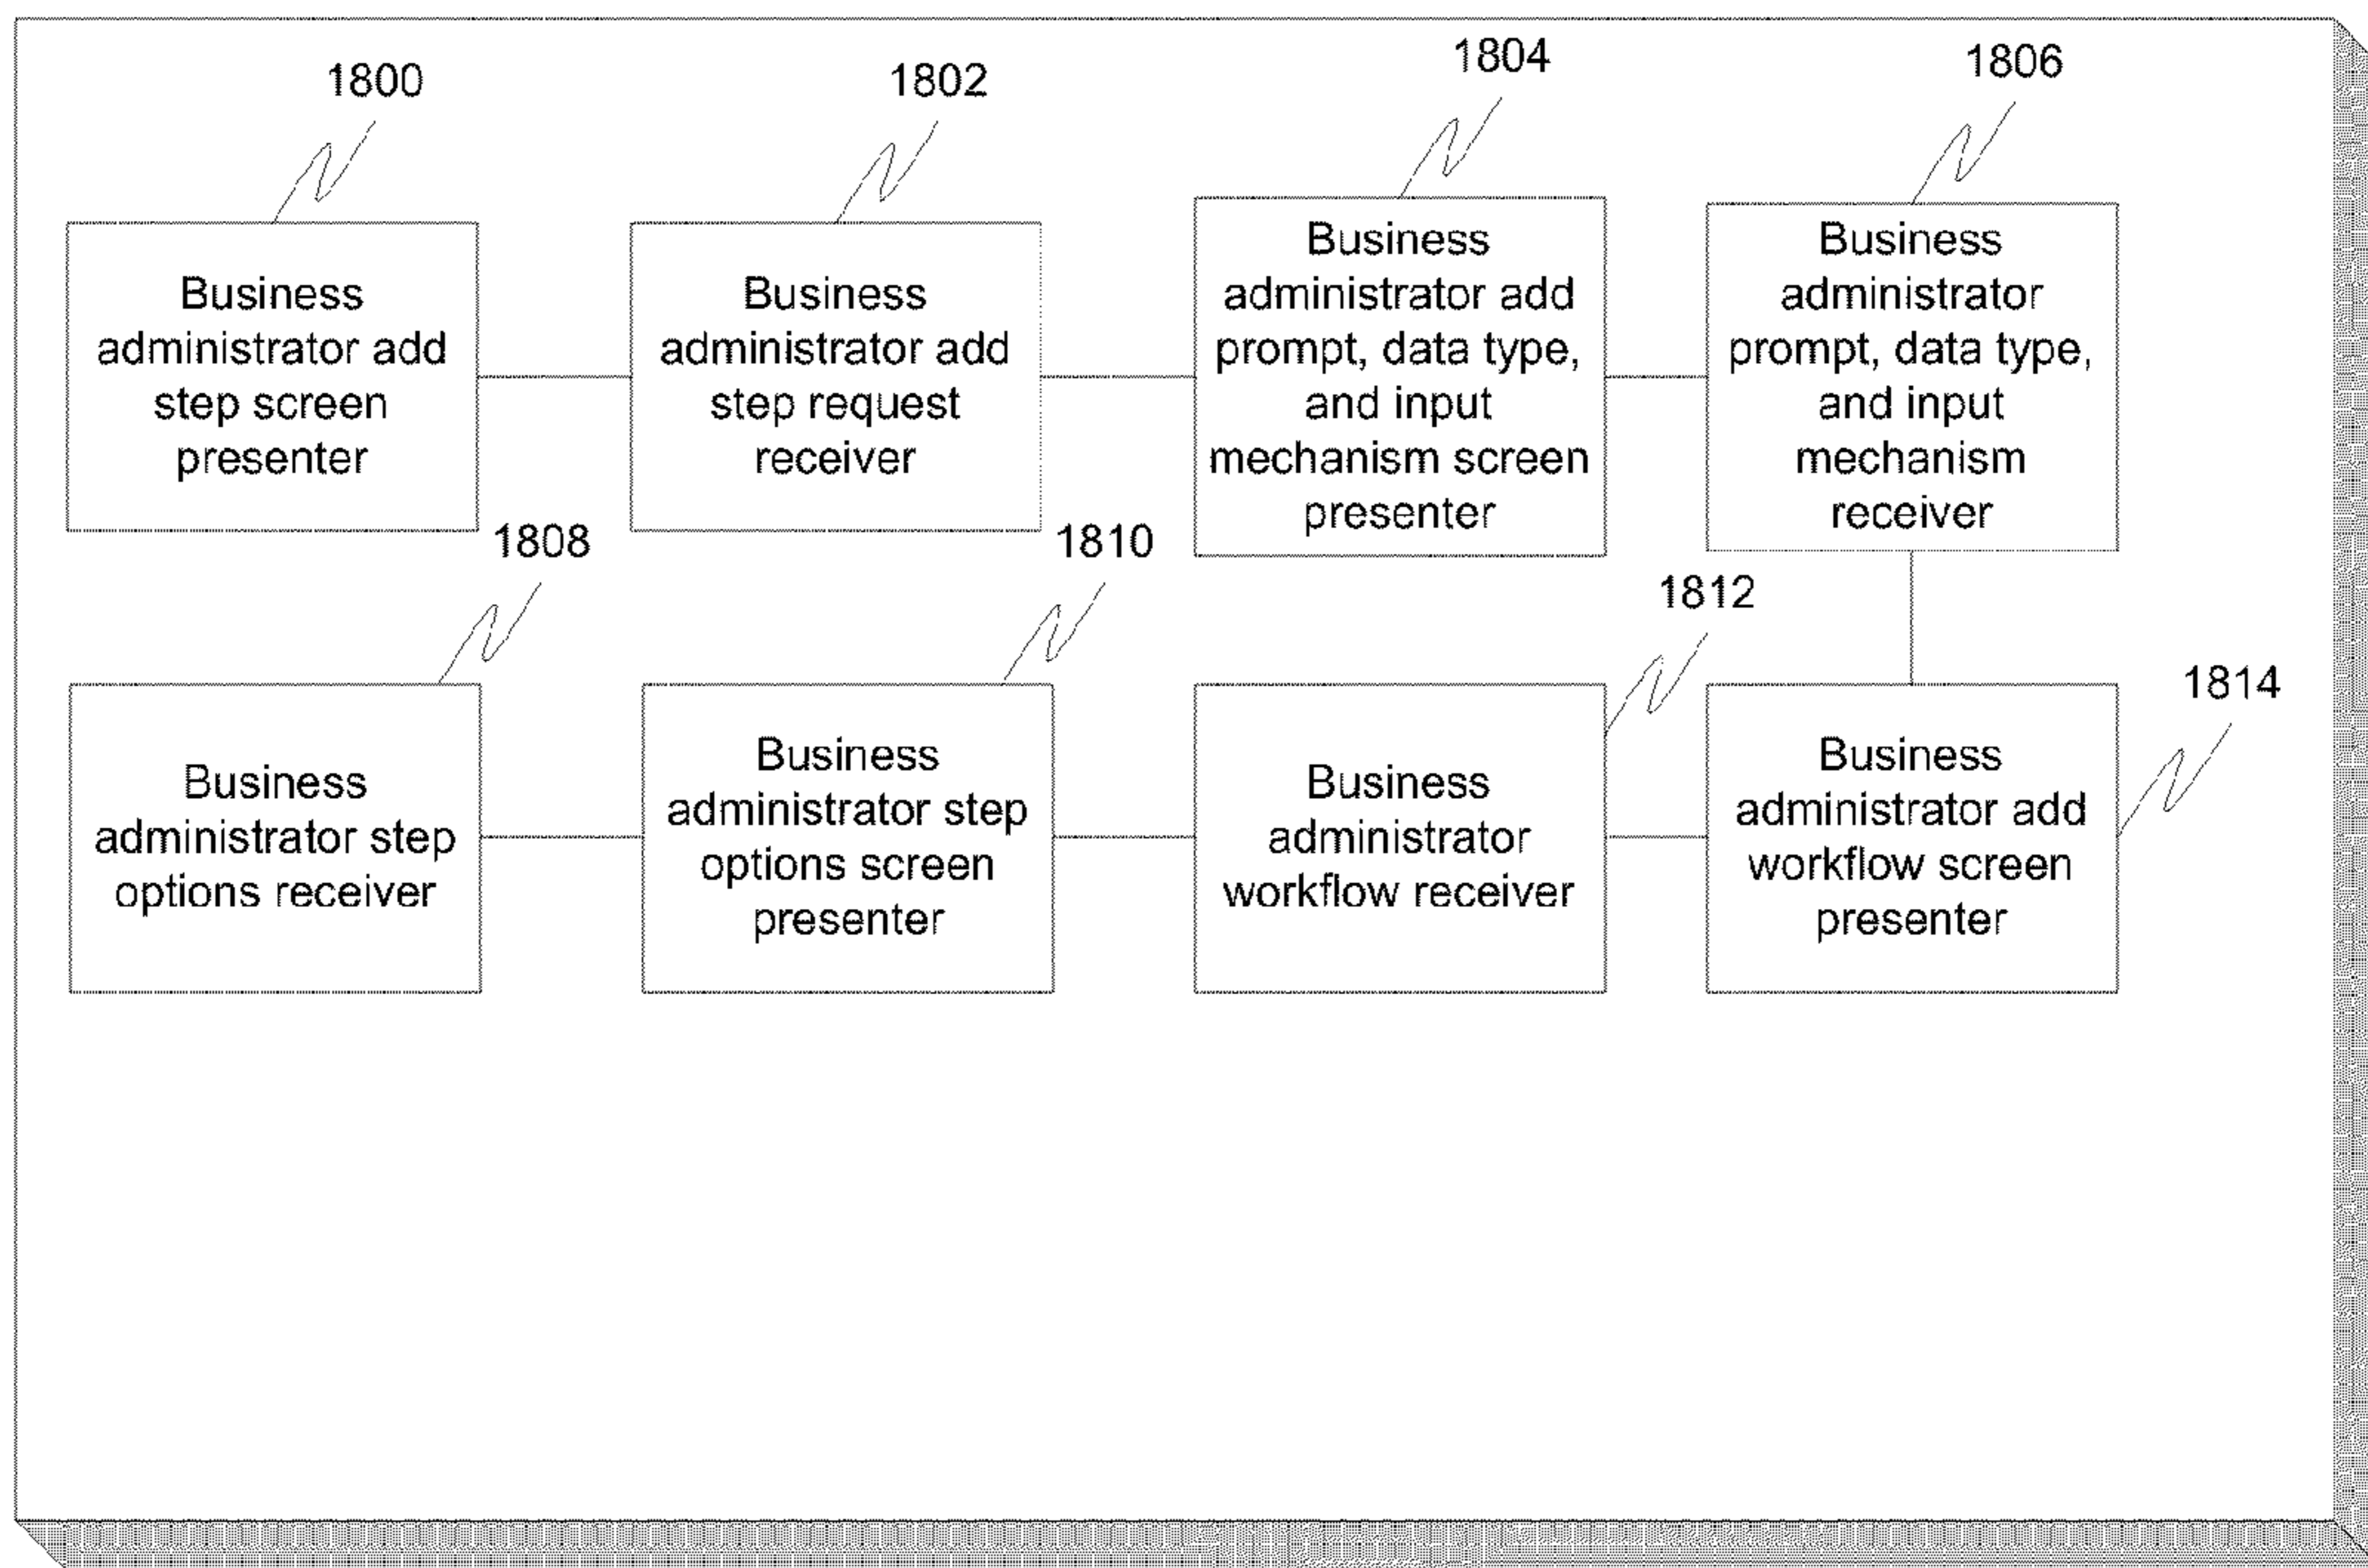 1800
Business
administrator add
step screen
presenter
1802
Business
administrator add
step request
receiver
1804
Business
administrator add
prompt, data type,
and input
mechanism screen
presenter
1806
Business
administrator
prompt, data type,
and input
mechanism
receiver
1808
Business
administrator step
options receiver
1810
Business
administrator step
options screen
presenter
1812
Business
administrator
workflow receiver
1814
Business
administrator add
workflow screen
presenter